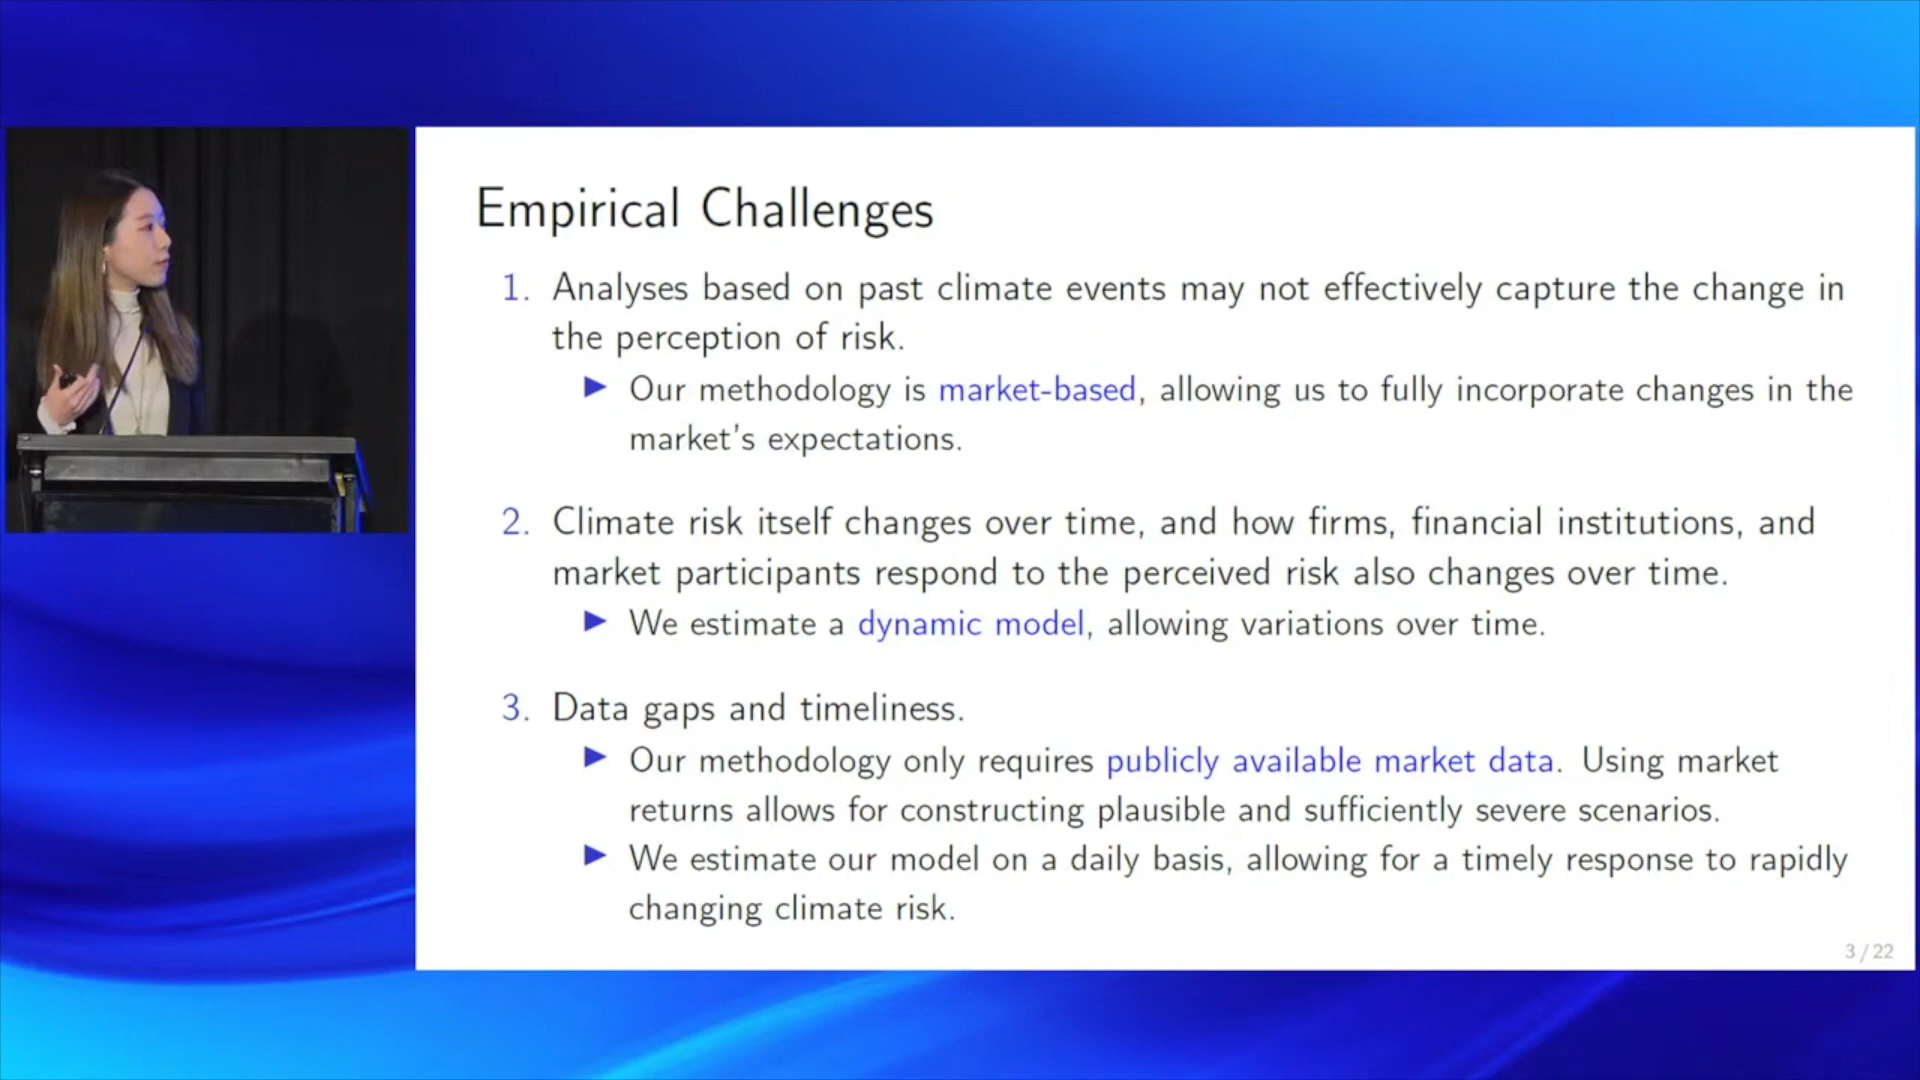 Empirical Challenges
1. Analyses based on past climate events may not effectively capture the change in
the perception of risk.
▶ Our methodology is market-based, allowing us to fully incorporate changes in the
market's expectations.
2. Climate risk itself changes over time, and how firms, financial institutions, and
market participants respond to the perceived risk also changes over time.
▶ We estimate a dynamic model, allowing variations over time.
3. Data gaps and timeliness.
▶ Our methodology only requires publicly available market data. Using market
returns allows for constructing plausible and sufficiently severe scenarios.
▶ We estimate our model on a daily basis, allowing for a timely response to rapidly
changing climate risk.
3 / 22